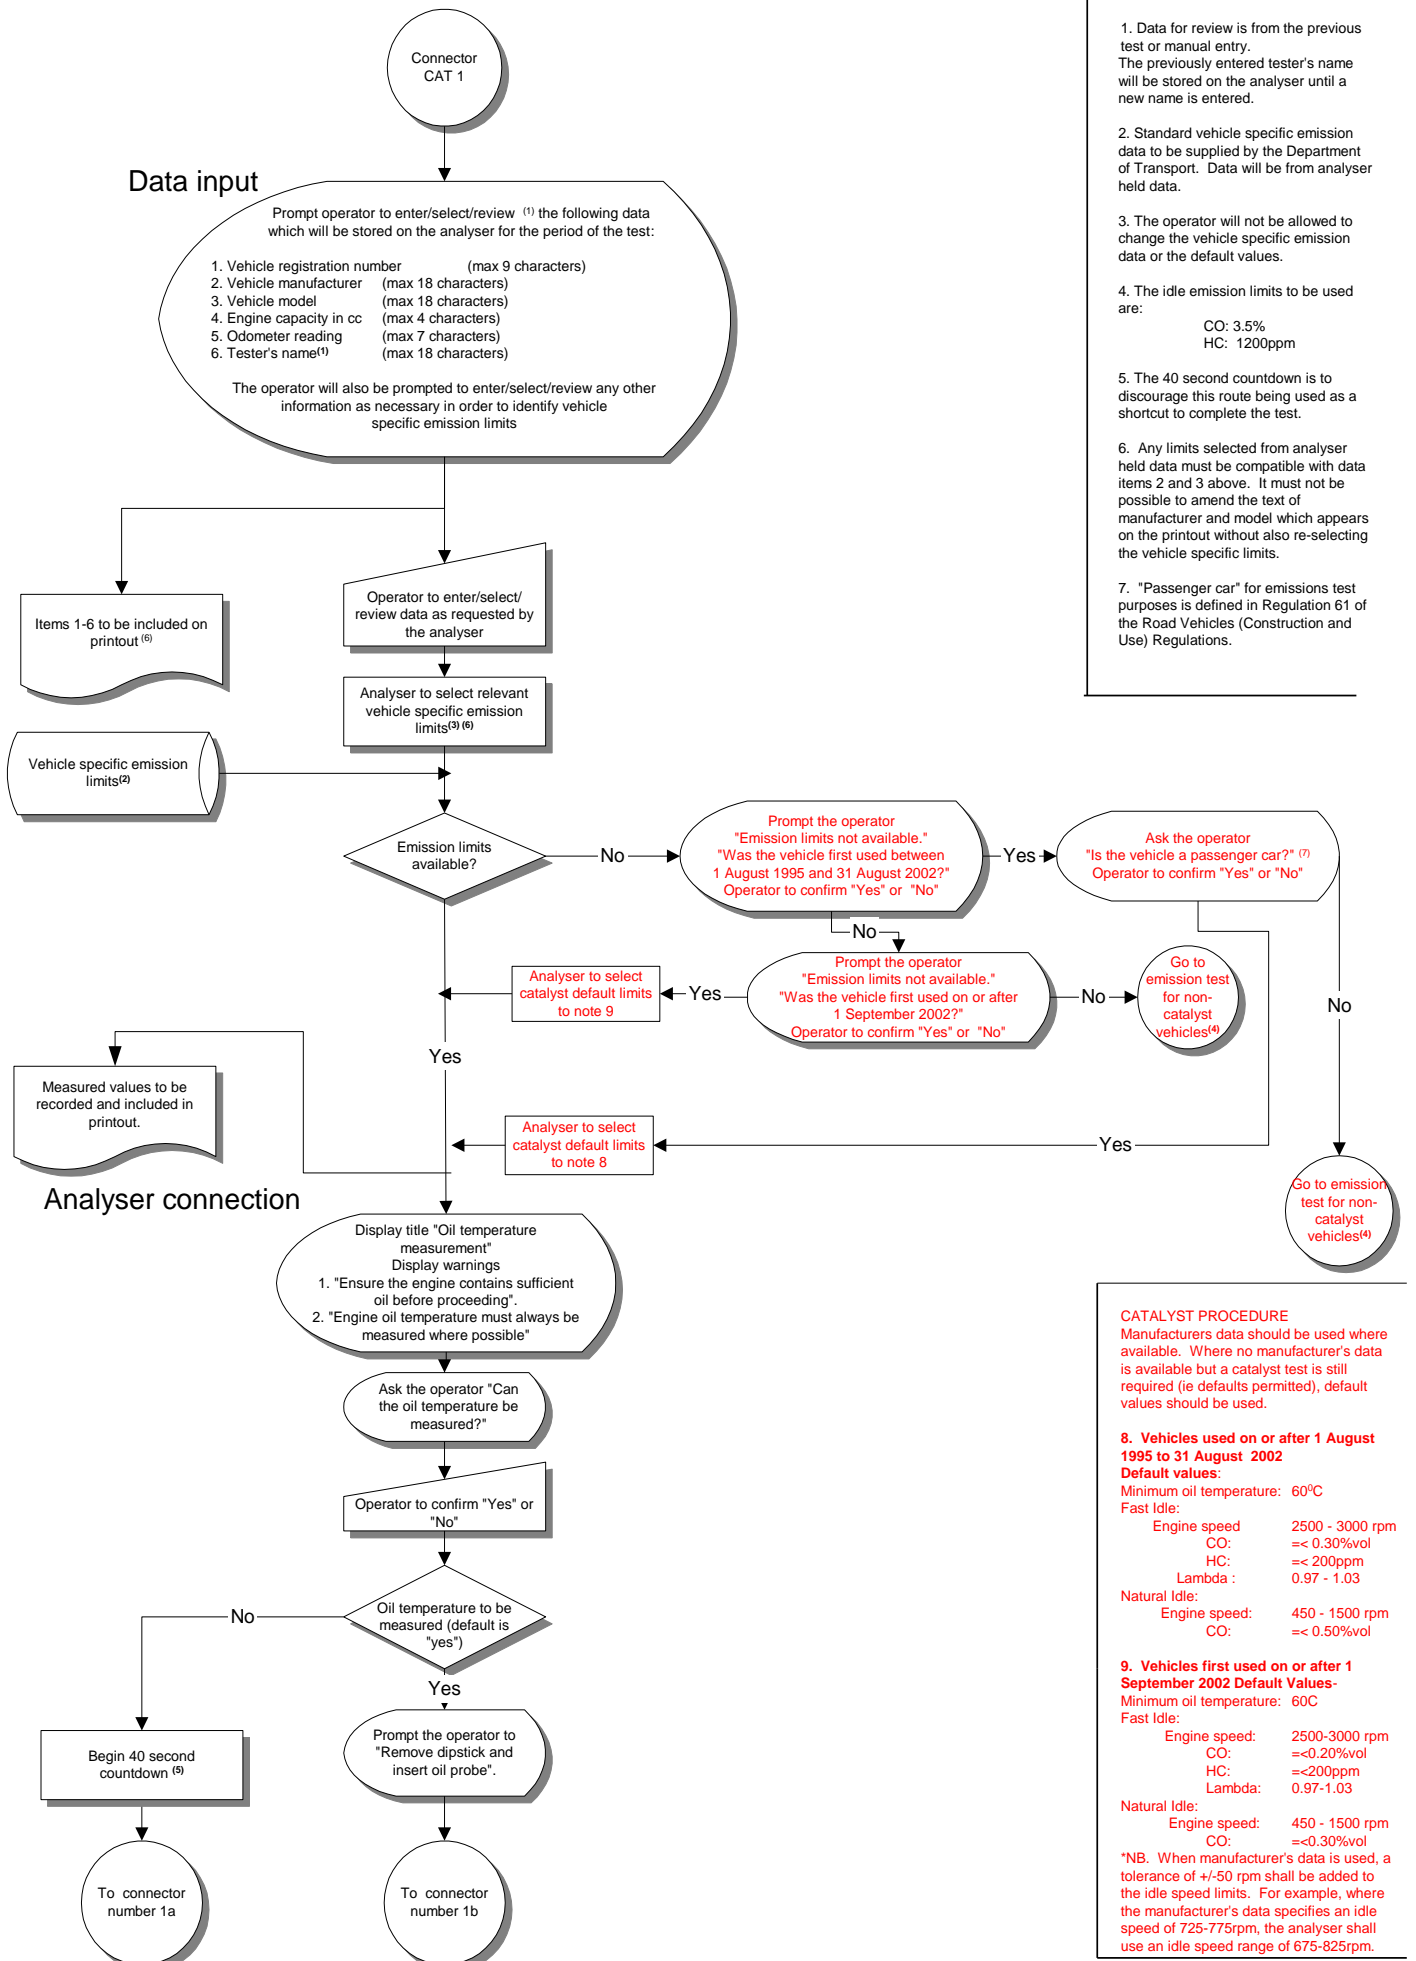 Connector
CAT 1
Data input
Prompt operator to enter/select/review (1) the following data
which will be stored on the analyser for the period of the test:
1. Vehicle registration number (max 9 characters)
2. Vehicle manufacturer (max 18 characters)
3. Vehicle model (max 18 characters)
4. Engine capacity in cc (max 4 characters)
5. Odometer reading (max 7 characters)
6. Tester's name(1) (max 18 characters)
The operator will also be prompted to enter/select/review any other
information as necessary in order to identify vehicle
specific emission limits
1. Data for review is from the previous
test or manual entry.
The previously entered tester's name
will be stored on the analyser until a
new name is entered.
2. Standard vehicle specific emission
data to be supplied by the Department
of Transport. Data will be from analyser
held data.
3. The operator will not be allowed to
change the vehicle specific emission
data or the default values.
4. The idle emission limits to be used
are:
CO: 3.5%
HC: 1200ppm
5. The 40 second countdown is to
discourage this route being used as a
shortcut to complete the test.
6. Any limits selected from analyser
held data must be compatible with data
items 2 and 3 above. It must not be
possible to amend the text of
manufacturer and model which appears
on the printout without also re-selecting
the vehicle specific limits.
7. "Passenger car" for emissions test
purposes is defined in Regulation 61 of
the Road Vehicles (Construction and
Use) Regulations.
Items 1-6 to be included on
printout (6)
Operator to enter/select/
review data as requested by
the analyser
Analyser to select relevant
vehicle specific emission
limits(3) (6)
Vehicle specific emission
limits(2)
Emission limits
available?
No
Prompt the operator
"Emission limits not available."
"Was the vehicle first used between
1 August 1995 and 31 August 2002?"
Operator to confirm "Yes" or "No"
Yes
Ask the operator
"Is the vehicle a passenger car?" (7)
Operator to confirm "Yes" or "No"
No
Prompt the operator
"Emission limits not available."
"Was the vehicle first used on or after
1 September 2002?"
Operator to confirm "Yes" or "No"
Yes
Analyser to select
catalyst default limits
to note 9
No
Go to
emission test
for non-
catalyst
vehicles(4)
No
Yes
Measured values to be
recorded and included in
printout.
Analyser to select
catalyst default limits
to note 8
Yes
Go to emission
test for non-
catalyst
vehicles(4)
Analyser connection
Display title "Oil temperature
measurement"
Display warnings
1. "Ensure the engine contains sufficient
oil before proceeding".
2. "Engine oil temperature must always be
measured where possible"
Ask the operator "Can
the oil temperature be
measured?"
Operator to confirm "Yes" or
"No"
Oil temperature to be
measured (default is
"yes")
No
Yes
Begin 40 second
countdown (5)
Prompt the operator to
"Remove dipstick and
insert oil probe".
To connector
number 1a
To connector
number 1b
CATALYST PROCEDURE
Manufacturers data should be used where
available. Where no manufacturer's data
is available but a catalyst test is still
required (ie defaults permitted), default
values should be used.
8. Vehicles used on or after 1 August
1995 to 31 August 2002
Default values:
Minimum oil temperature: 60⁰C
Fast Idle:
Engine speed 2500 - 3000 rpm
CO: =< 0.30%vol
HC: =< 200ppm
Lambda : 0.97 - 1.03
Natural Idle:
Engine speed: 450 - 1500 rpm
CO: =< 0.50%vol
9. Vehicles first used on or after 1
September 2002 Default Values-
Minimum oil temperature: 60C
Fast Idle:
Engine speed: 2500-3000 rpm
CO: =<0.20%vol
HC: =<200ppm
Lambda: 0.97-1.03
Natural Idle:
Engine speed: 450 - 1500 rpm
CO: =<0.30%vol
*NB. When manufacturer's data is used, a
tolerance of +/-50 rpm shall be added to
the idle speed limits. For example, where
the manufacturer's data specifies an idle
speed of 725-775rpm, the analyser shall
use an idle speed range of 675-825rpm.